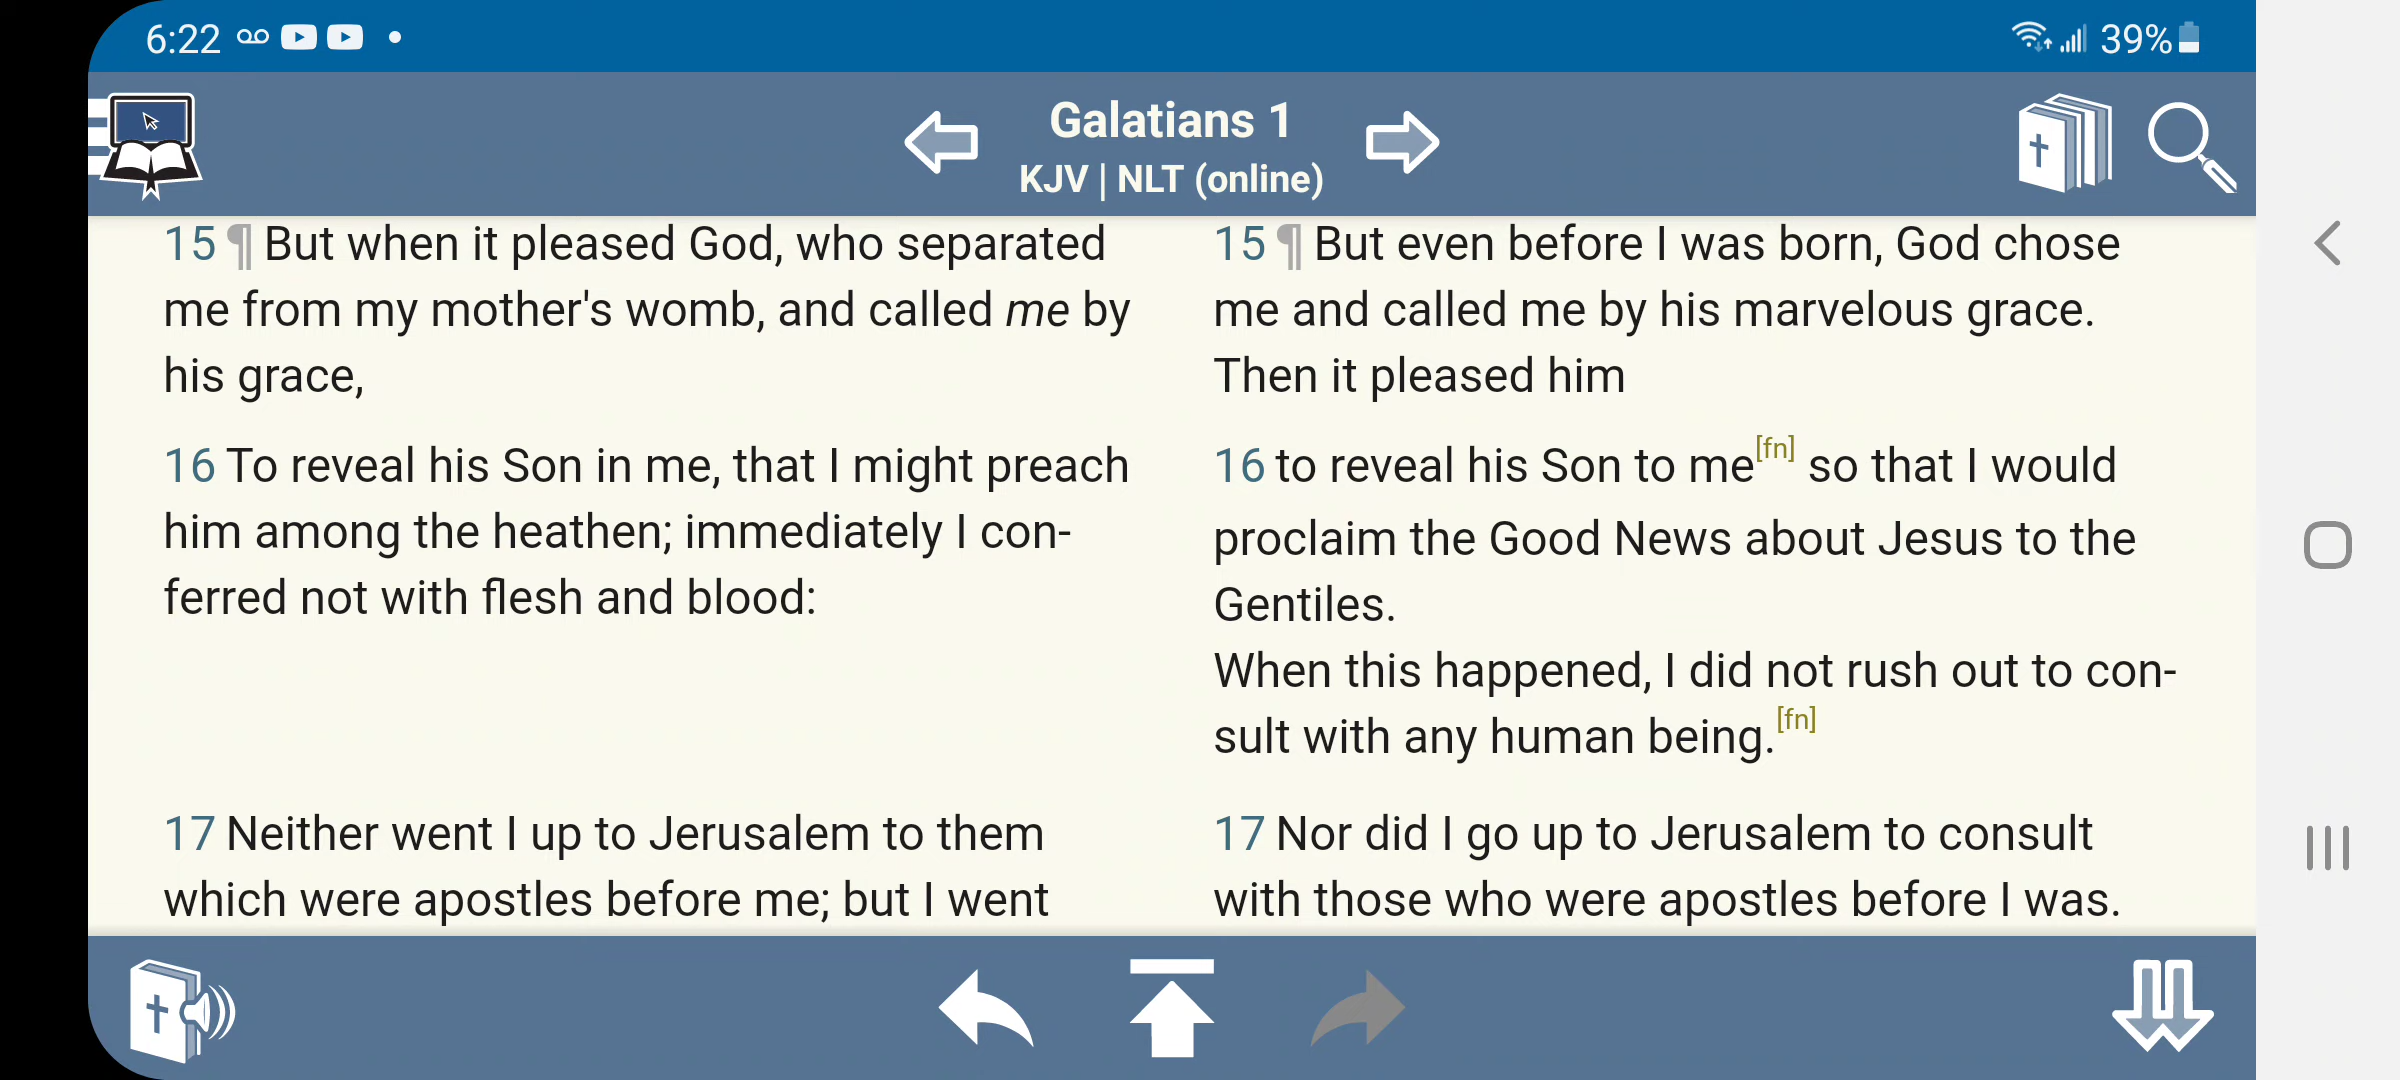 6:22
39%
Galatians 1
KJV | NLT (online)
15 ¶ But when it pleased God, who separated
me from my mother's womb, and called me by
his grace,
16 To reveal his Son in me, that I might preach
him among the heathen; immediately I con-
ferred not with flesh and blood:
17 Neither went I up to Jerusalem to them
which were apostles before me; but I went
15 ¶ But even before I was born, God chose
me and called me by his marvelous grace.
Then it pleased him
16 to reveal his Son to me[fn] so that I would
proclaim the Good News about Jesus to the
Gentiles.
When this happened, I did not rush out to con-
sult with any human being.[fn]
17 Nor did I go up to Jerusalem to consult
with those who were apostles before I was.